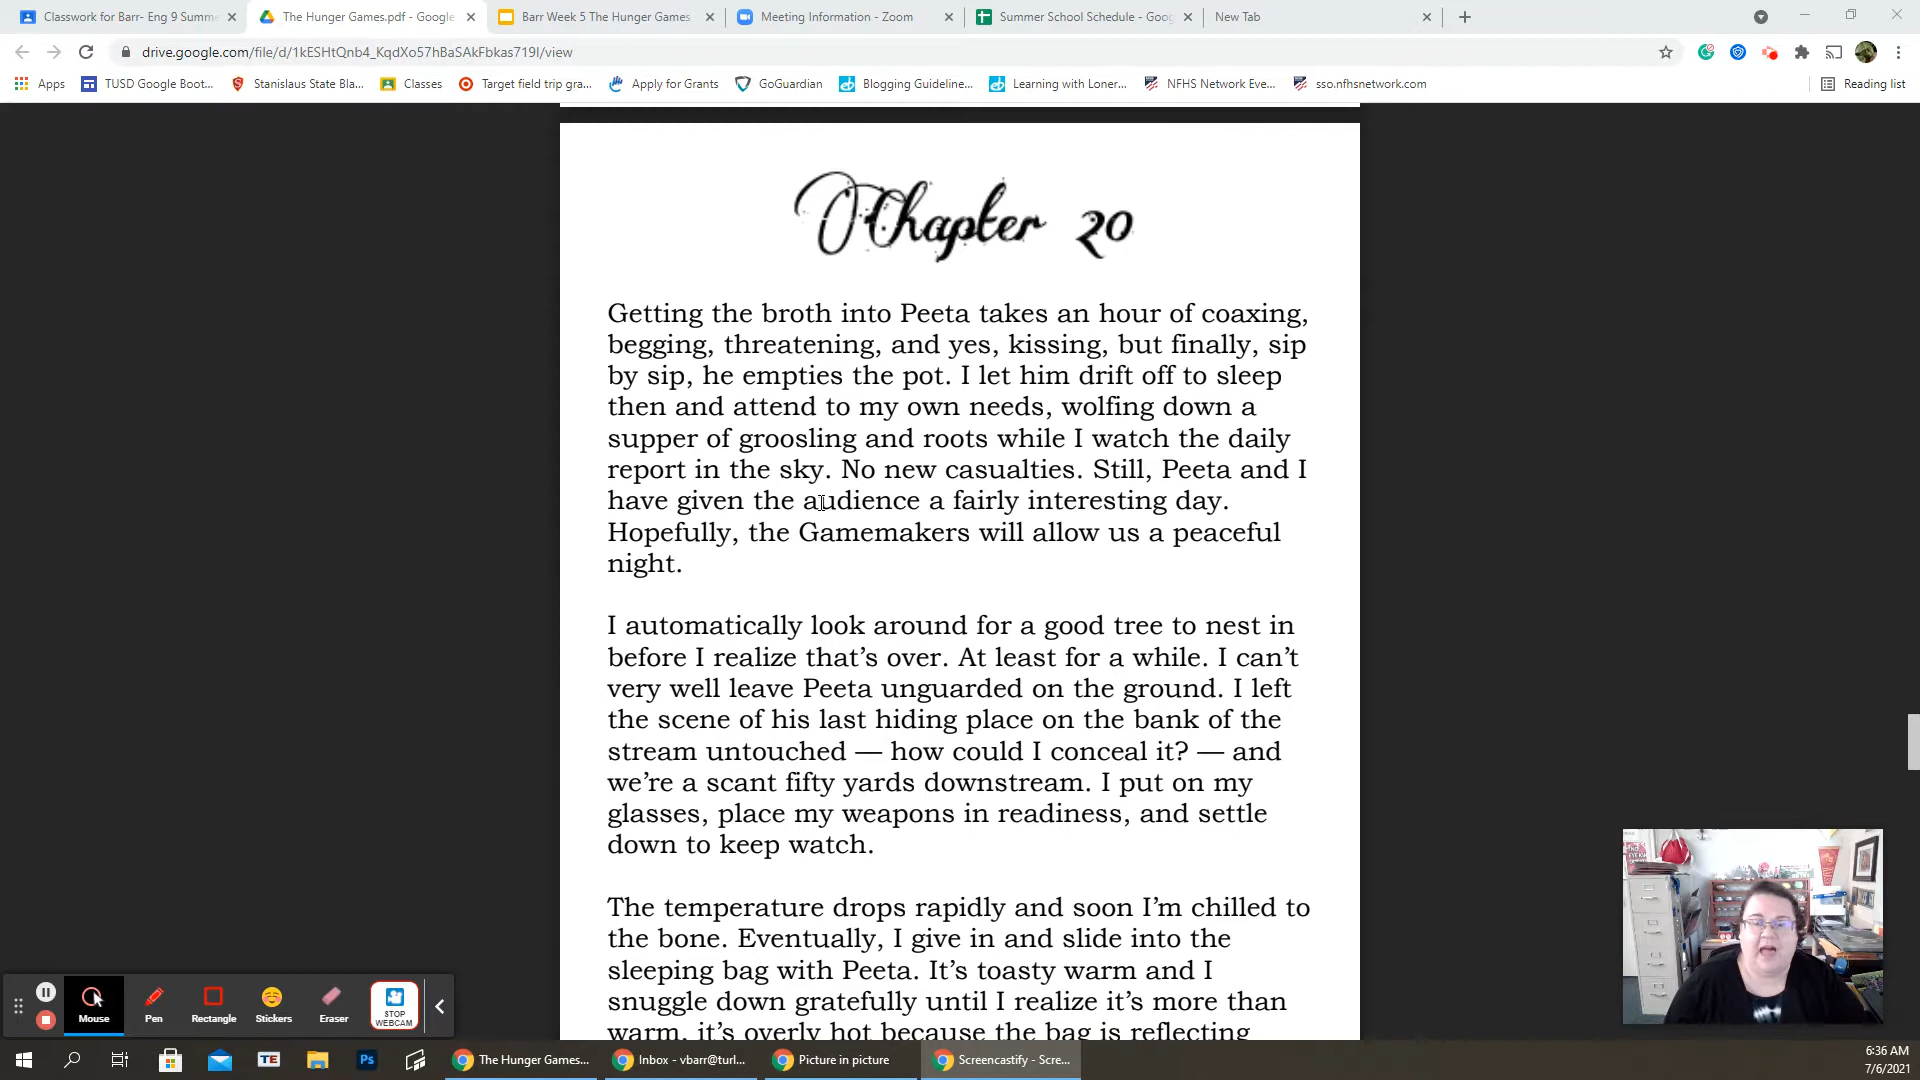 Classwork for Barr- Eng 9 Summe
The Hunger Games.pdf - Google
Barr Week 5 The Hunger Games
Meeting Information - Zoom
Summer School Schedule - Goog
New Tab
drive.google.com/file/d/1kESHtQnb4_KqdXo57hBaSAkFbkas719I/view
Apps
TUSD Google Boot...
Stanislaus State Bla...
Classes
Target field trip gra...
Apply for Grants
GoGuardian
Blogging Guideline...
Learning with Loner...
NFHS Network Eve...
sso.nfhsnetwork.com
Reading list
Chapter 20
Getting the broth into Peeta takes an hour of coaxing,
begging, threatening, and yes, kissing, but finally, sip
by sip, he empties the pot. I let him drift off to sleep
then and attend to my own needs, wolfing down a
supper of groosling and roots while I watch the daily
report in the sky. No new casualties. Still, Peeta and I
have given the audience a fairly interesting day.
Hopefully, the Gamemakers will allow us a peaceful
night.
I automatically look around for a good tree to nest in
before I realize that’s over. At least for a while. I can’t
very well leave Peeta unguarded on the ground. I left
the scene of his last hiding place on the bank of the
stream untouched — how could I conceal it? — and
we’re a scant fifty yards downstream. I put on my
glasses, place my weapons in readiness, and settle
down to keep watch.
The temperature drops rapidly and soon I’m chilled to
the bone. Eventually, I give in and slide into the
sleeping bag with Peeta. It’s toasty warm and I
snuggle down gratefully until I realize it’s more than
warm, it’s overly hot because the bag is reflecting
Mouse
Pen
Rectangle
Stickers
Eraser
STOP
WEBCAM
TE
Ps
The Hunger Games...
Inbox - vbarr@turl...
Picture in picture
Screencastify - Scre...
6:36 AM
7/6/2021